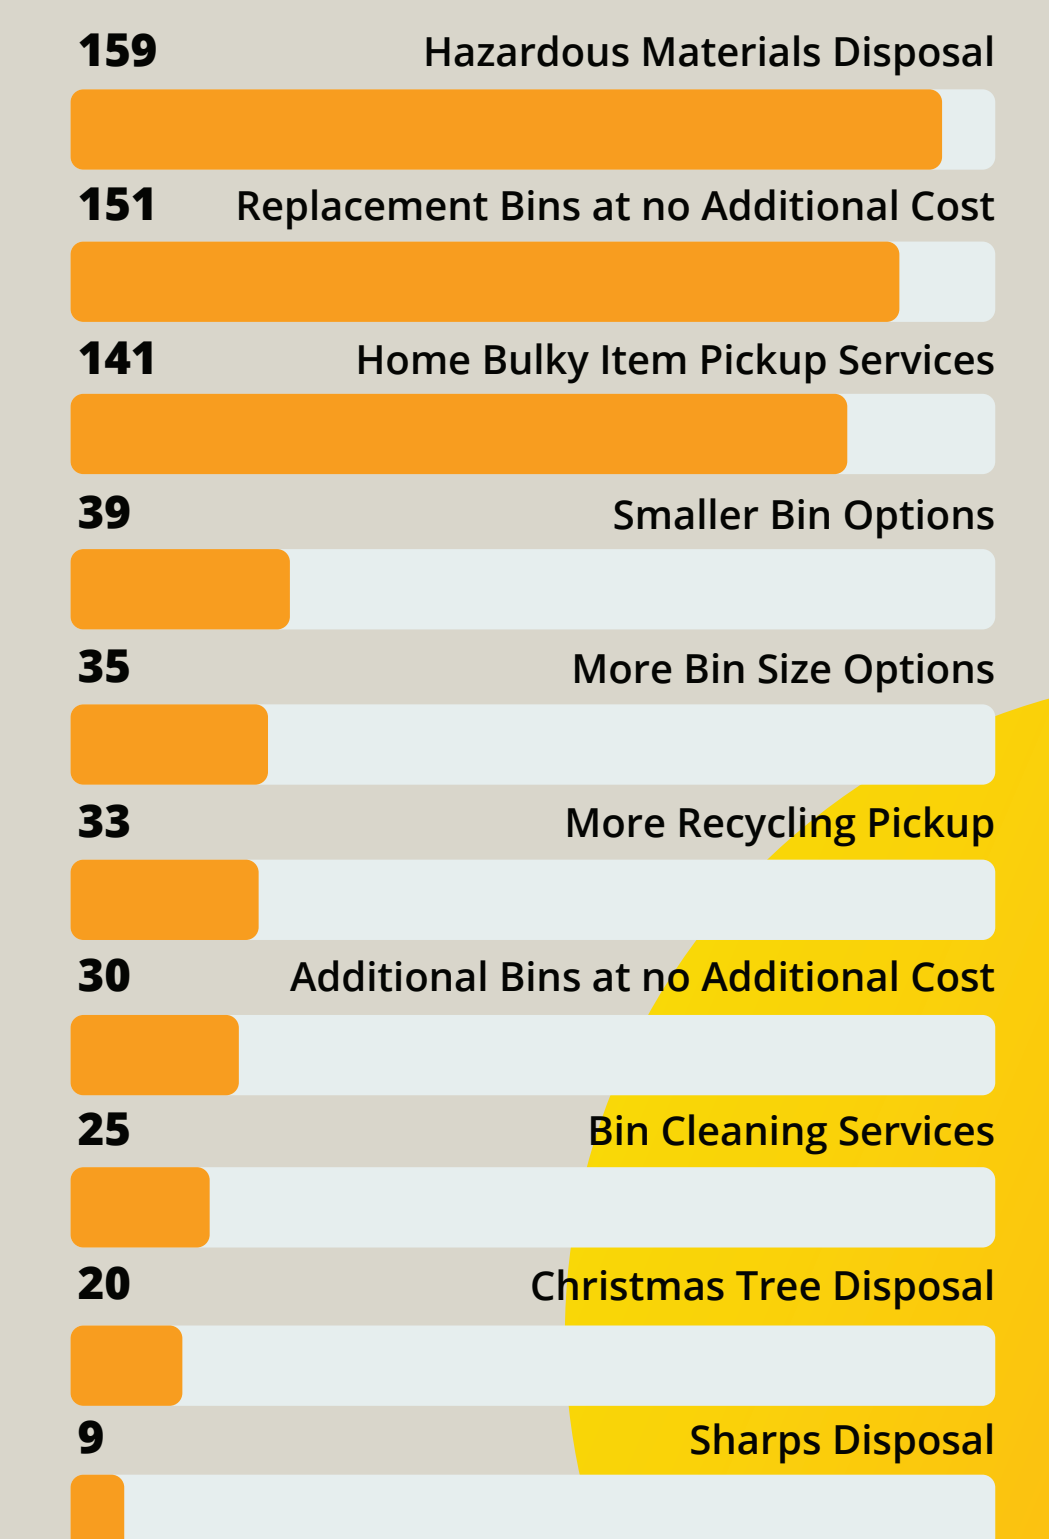 159 Hazardous Materials Disposal
151 Replacement Bins at no Additional Cost
141 Home Bulky Item Pickup Services
39 Smaller Bin Options
35 More Bin Size Options
33 More Recycling Pickup
30 Additional Bins at no Additional Cost
25 Bin Cleaning Services
20 Christmas Tree Disposal
9 Sharps Disposal